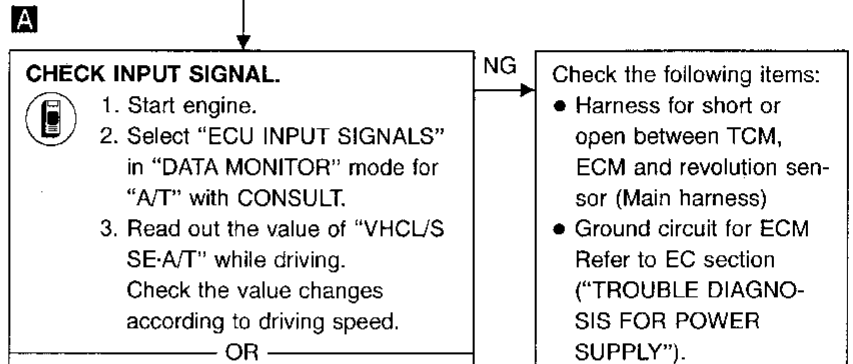 A
CHECK INPUT SIGNAL.
1. Start engine.
2. Select “ECU INPUT SIGNALS”
in “DATA MONITOR” mode for
“A/T” with CONSULT.
3. Read out the value of “VHCL/S
SE·A/T” while driving.
Check the value changes
according to driving speed.
OR
NG
Check the following items:
● Harness for short or
open between TCM,
ECM and revolution sen-
sor (Main harness)
● Ground circuit for ECM
Refer to EC section
(“TROUBLE DIAGNO-
SIS FOR POWER
SUPPLY”).